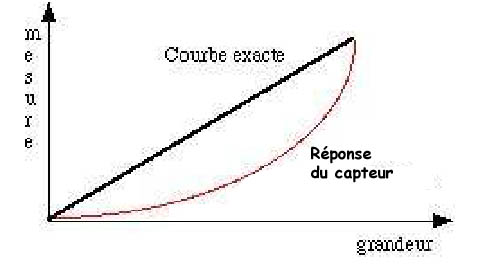 mesure
Courbe exacte
Réponse
du capteur
grandeur